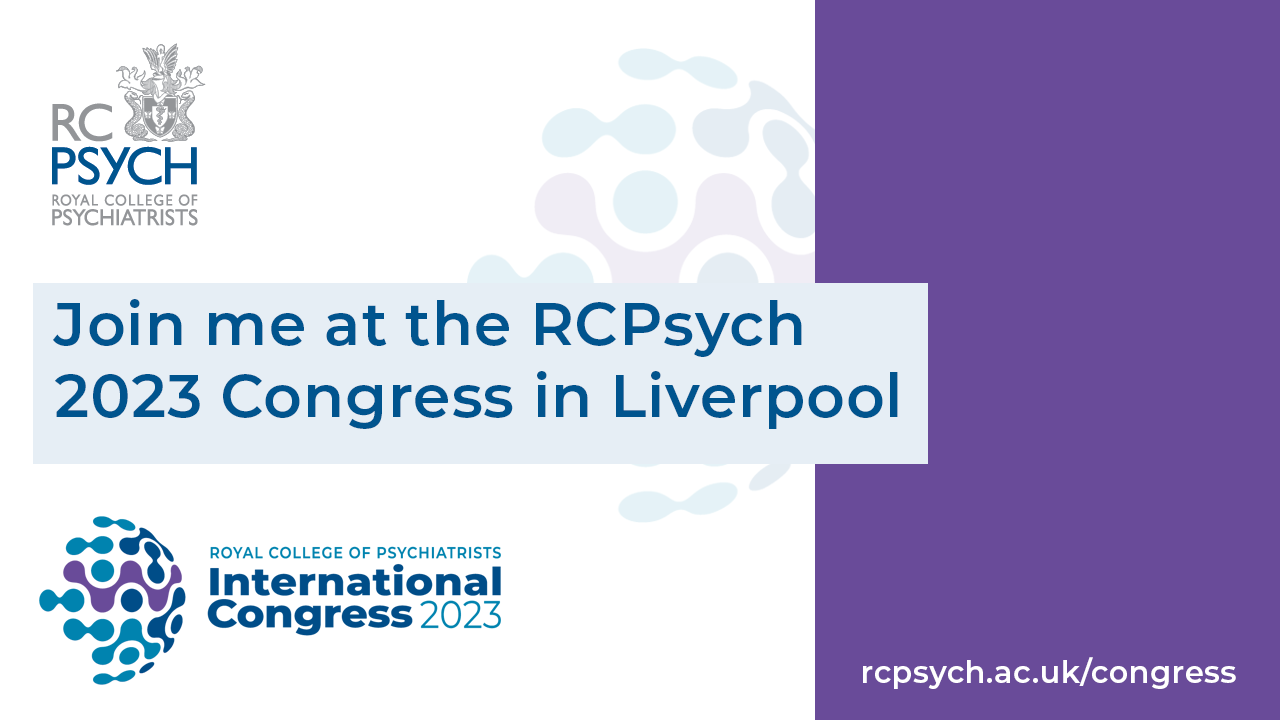 RC
PSYCH
ROYAL COLLEGE OF
PSYCHIATRISTS
Join me at the RCPsych
2023 Congress in Liverpool
ROYAL COLLEGE OF PSYCHIATRISTS
International
Congress 2023
rcpsych.ac.uk/congress